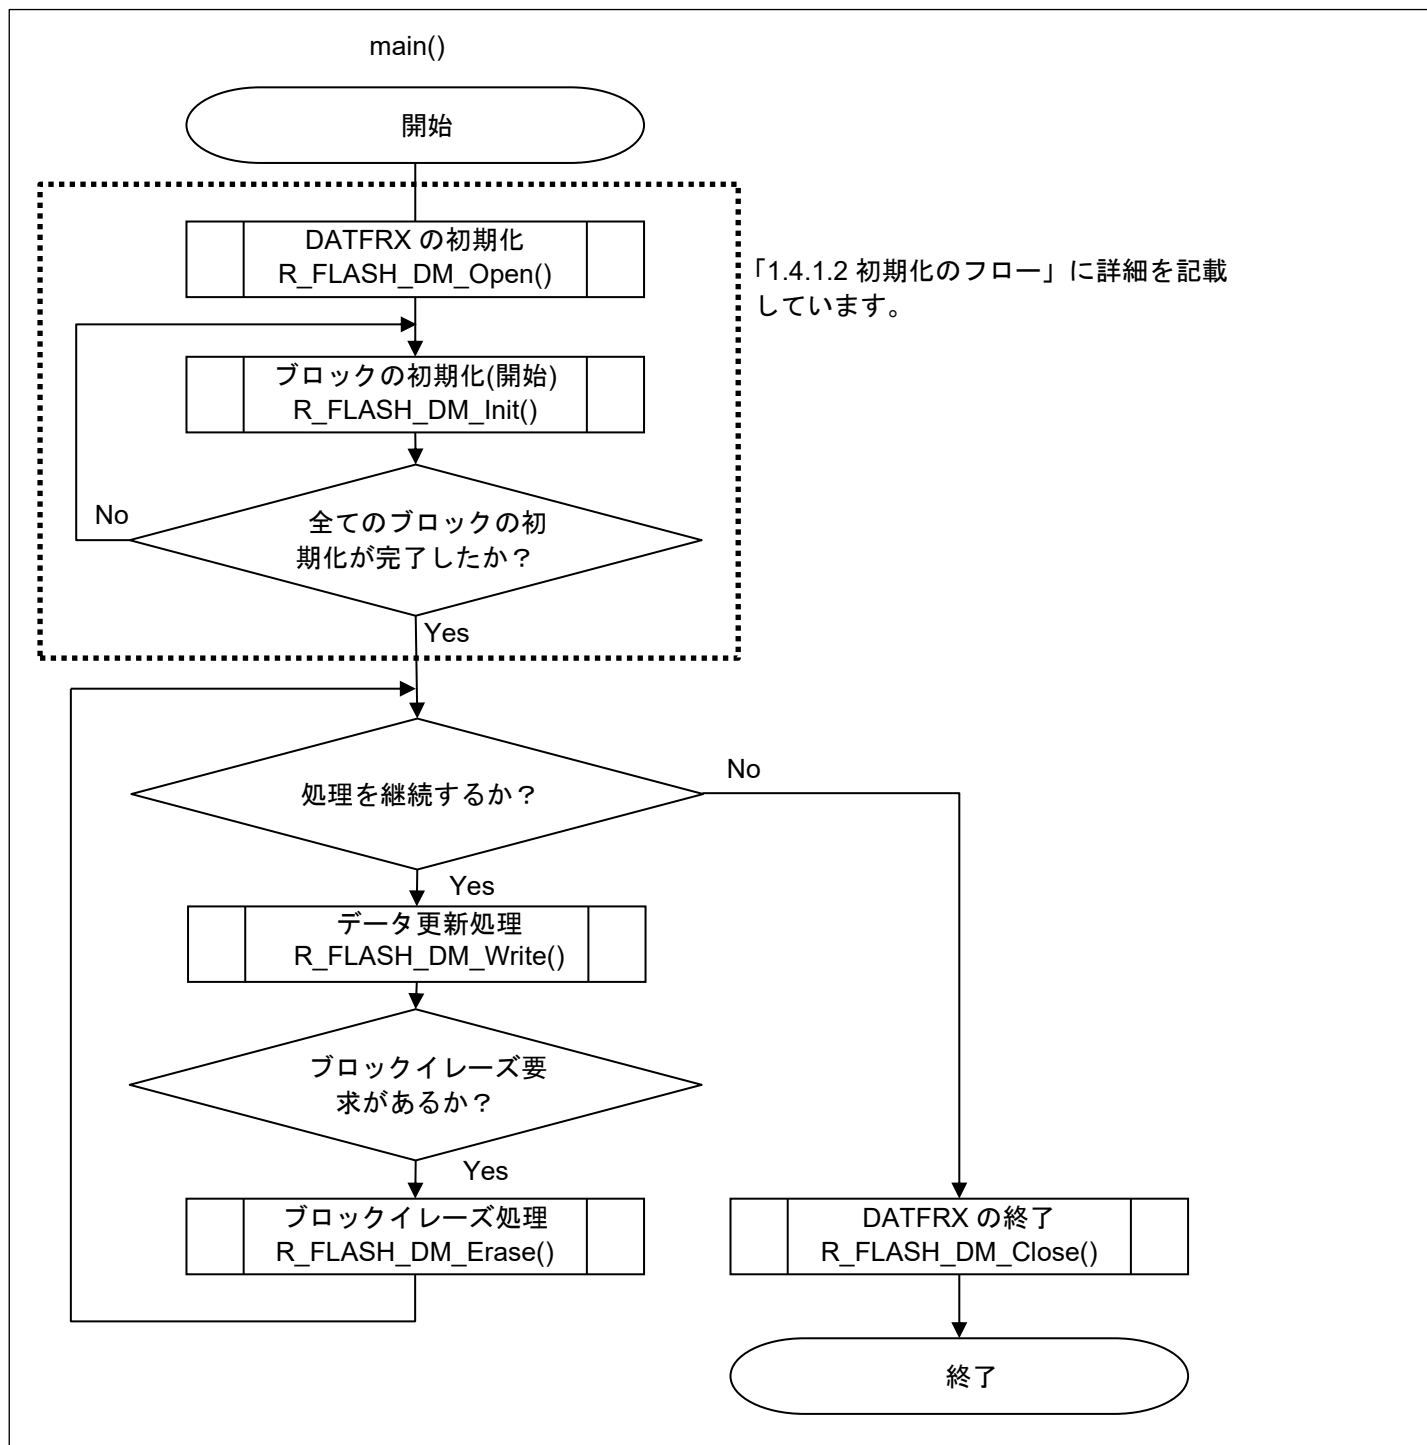 main()
開始
DATFRX の初期化
R_FLASH_DM_Open()
「1.4.1.2 初期化のフロー」に詳細を記載
しています。
ブロックの初期化(開始)
R_FLASH_DM_Init()
No
全てのブロックの初
期化が完了したか？
Yes
処理を継続するか？
No
Yes
データ更新処理
R_FLASH_DM_Write()
ブロックイレーズ要
求があるか？
Yes
ブロックイレーズ処理
R_FLASH_DM_Erase()
DATFRX の終了
R_FLASH_DM_Close()
終了